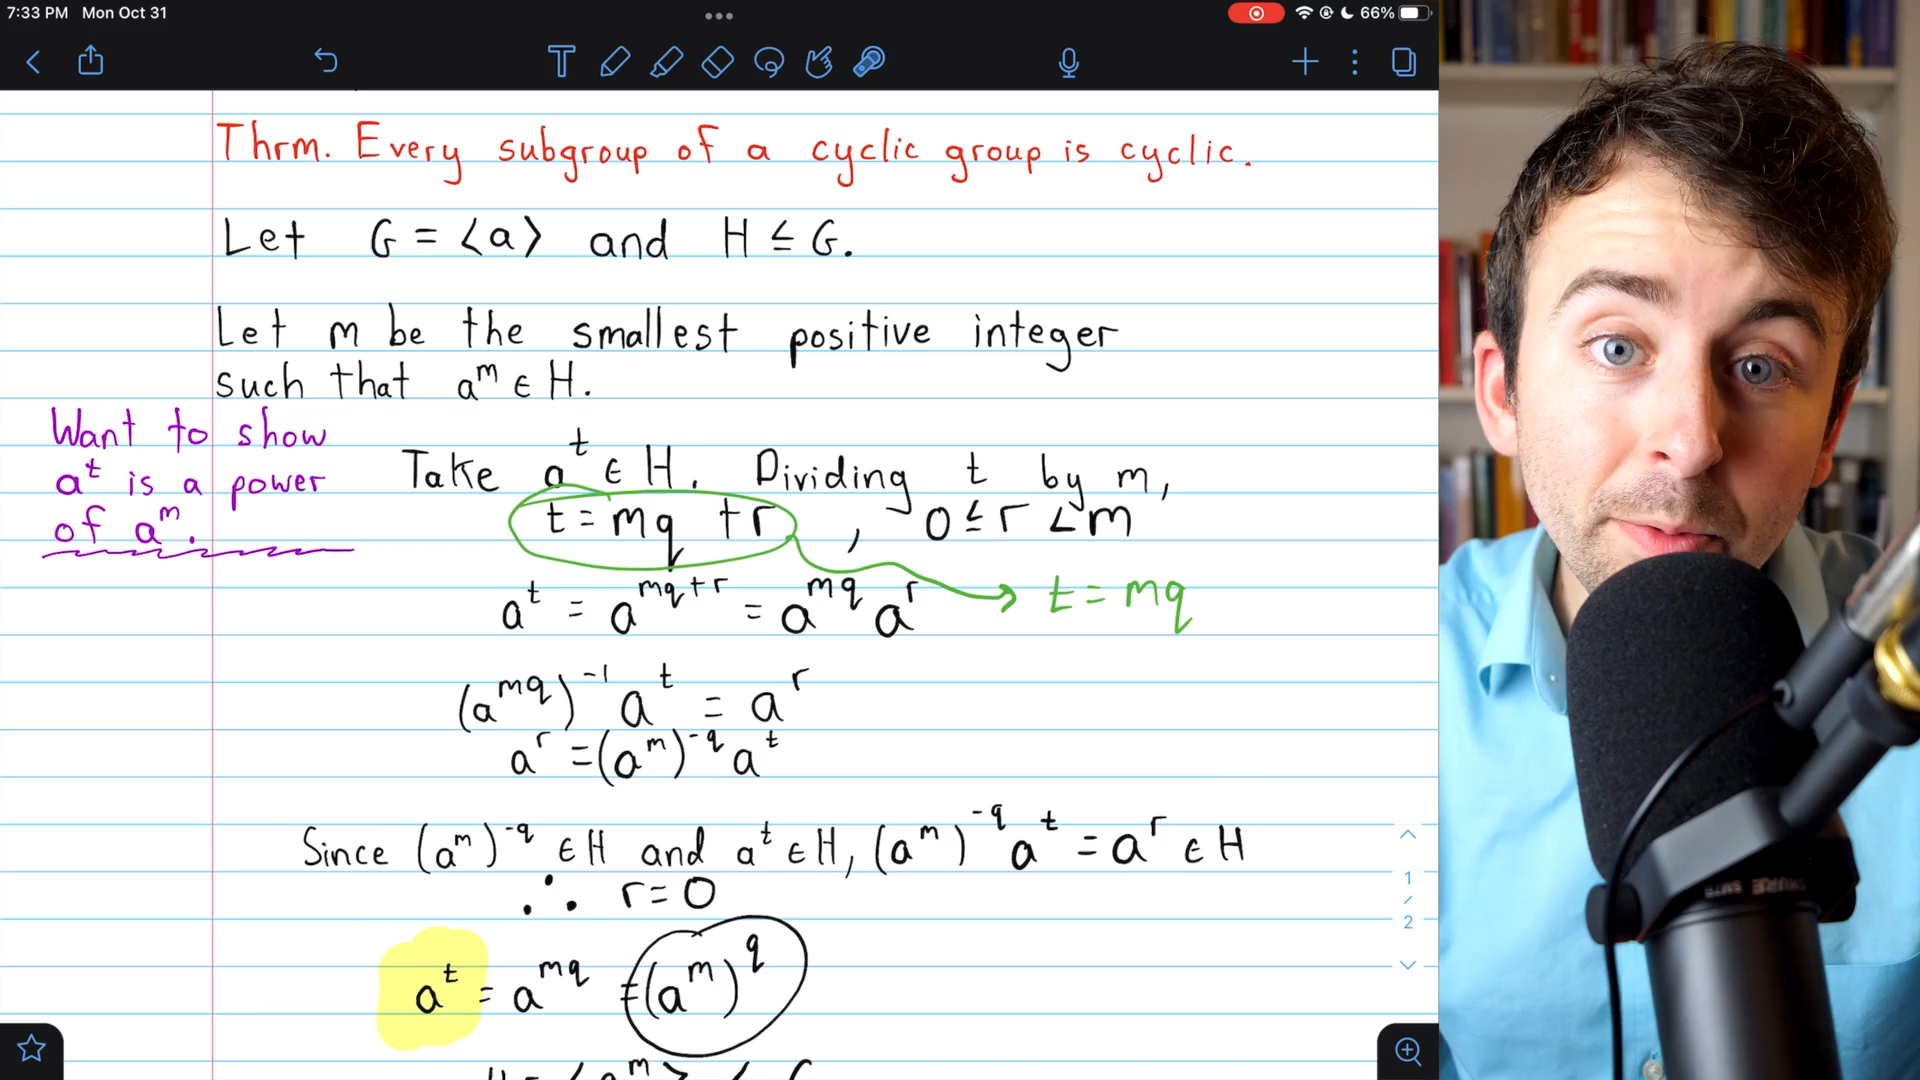 7:33 PM Mon Oct 31
66%
Thrm. Every subgroup of a cyclic group is cyclic.
Let G = ⟨a⟩ and H ≤ G.
Let m be the smallest positive integer
such that a^m ∈ H.
Want to show
a^t is a power
of a^m.
Take a^t ∈ H. Dividing t by m,
t = mq + r , 0 ≤ r < m
a^t = a^{mq+r} = a^{mq} a^r
t = mq
(a^{mq})^{-1} a^t = a^r
a^r = (a^m)^{-q} a^t
Since (a^m)^{-q} ∈ H and a^t ∈ H, (a^m)^{-q} a^t = a^r ∈ H
∴ r = 0
a^t = a^{mq} = (a^m)^q
1
/
2